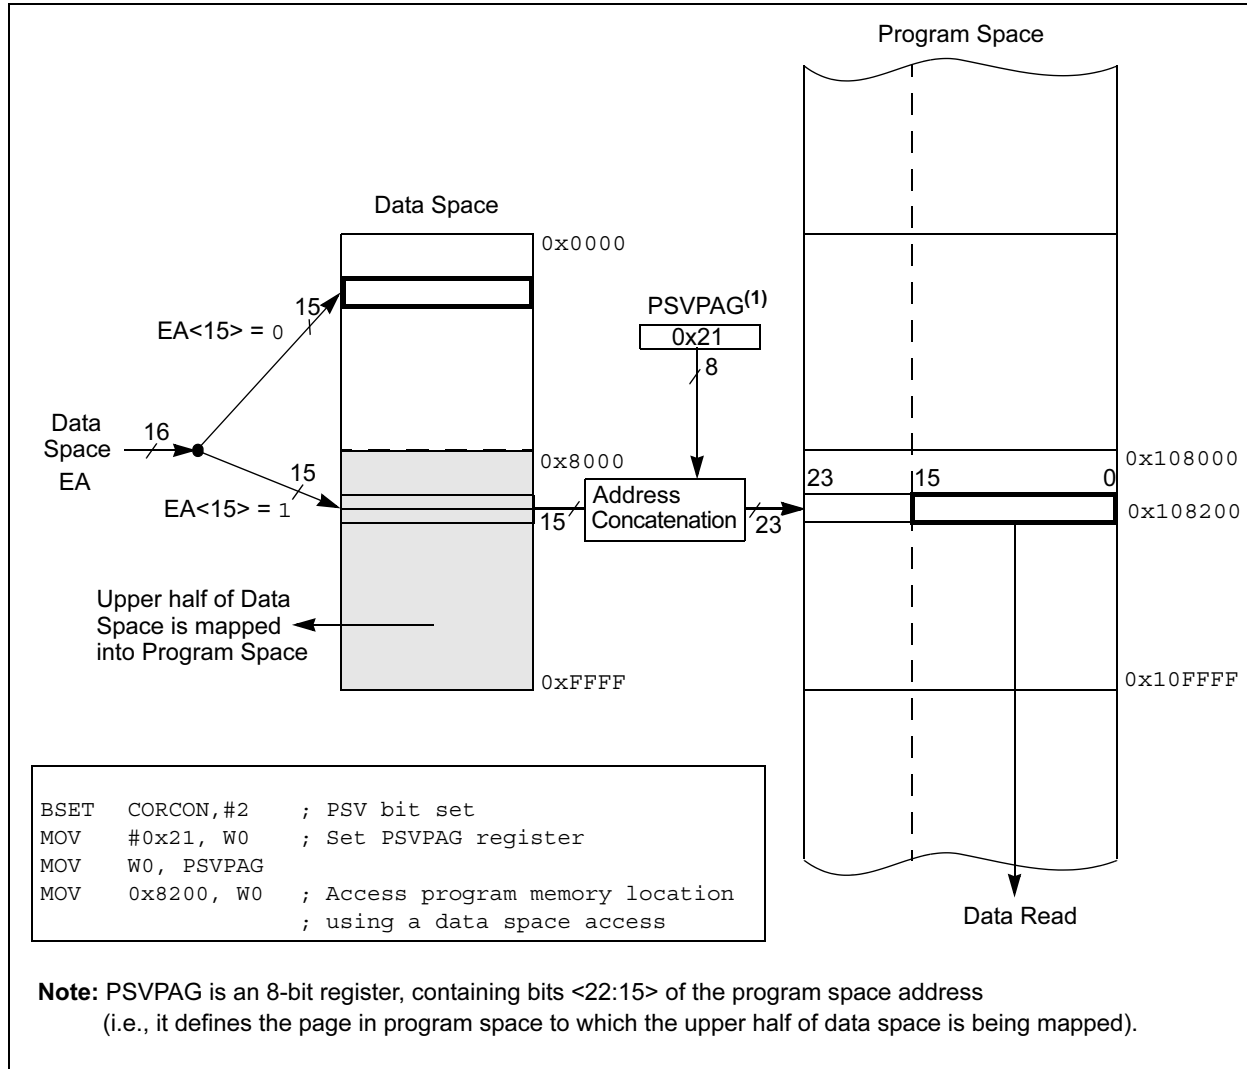 Program Space
Data Space
0x0000
PSVPAG(1)
0x21
8
15
EA<15> = 0
Data
Space
EA
16
15
EA<15> = 1
0x8000
15
Address
Concatenation
23
23 15 0
0x108000
0x108200
Upper half of Data
Space is mapped
into Program Space
0xFFFF
0x10FFFF
BSET CORCON,#2 ; PSV bit set
MOV #0x21, W0 ; Set PSVPAG register
MOV W0, PSVPAG
MOV 0x8200, W0 ; Access program memory location
; using a data space access
Data Read
Note: PSVPAG is an 8-bit register, containing bits <22:15> of the program space address
(i.e., it defines the page in program space to which the upper half of data space is being mapped).